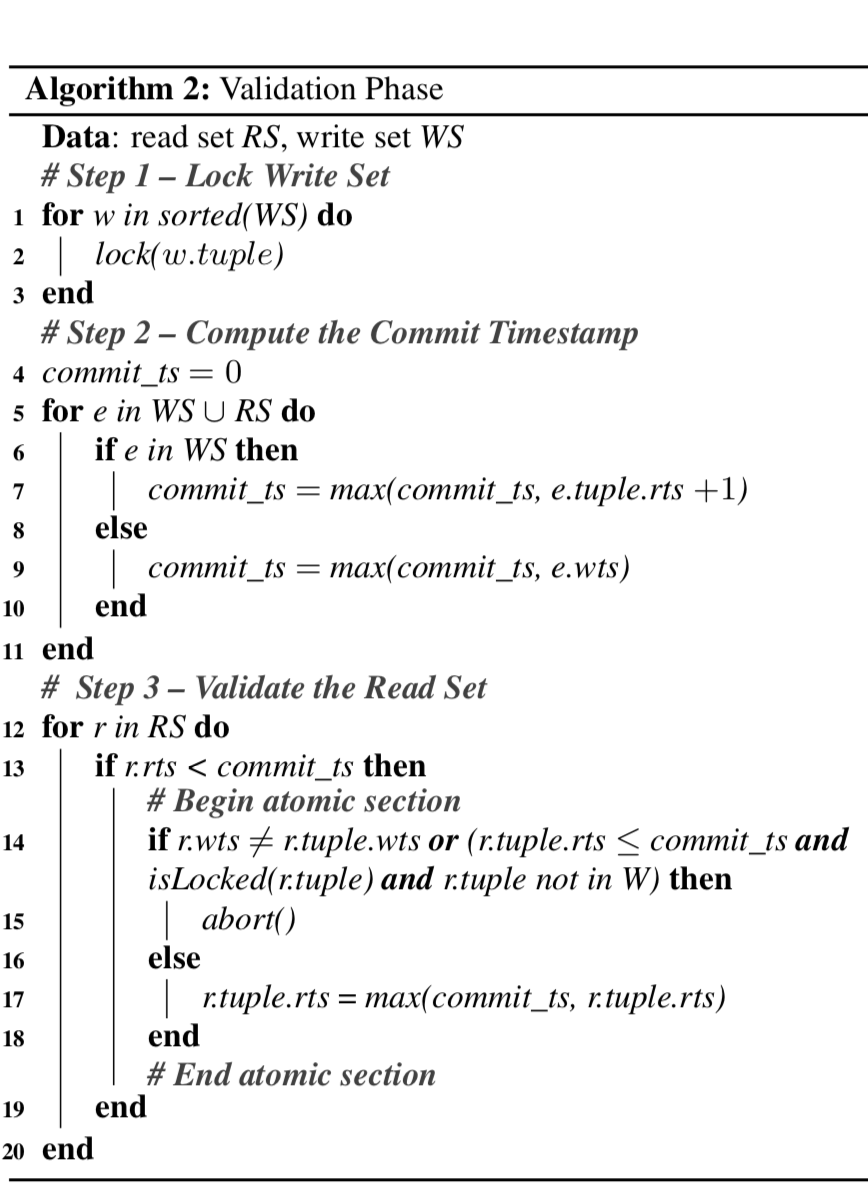 Algorithm 2: Validation Phase
Data: read set RS, write set WS
# Step 1 – Lock Write Set
1 for w in sorted(WS) do
2 lock(w.tuple)
3 end
# Step 2 – Compute the Commit Timestamp
4 commit_ts = 0
5 for e in WS ∪ RS do
6 if e in WS then
7 commit_ts = max(commit_ts, e.tuple.rts +1)
8 else
9 commit_ts = max(commit_ts, e.wts)
10 end
11 end
# Step 3 – Validate the Read Set
12 for r in RS do
13 if r.rts < commit_ts then
# Begin atomic section
14 if r.wts ≠ r.tuple.wts or (r.tuple.rts ≤ commit_ts and
isLocked(r.tuple) and r.tuple not in W) then
15 abort()
16 else
17 r.tuple.rts = max(commit_ts, r.tuple.rts)
18 end
# End atomic section
19 end
20 end